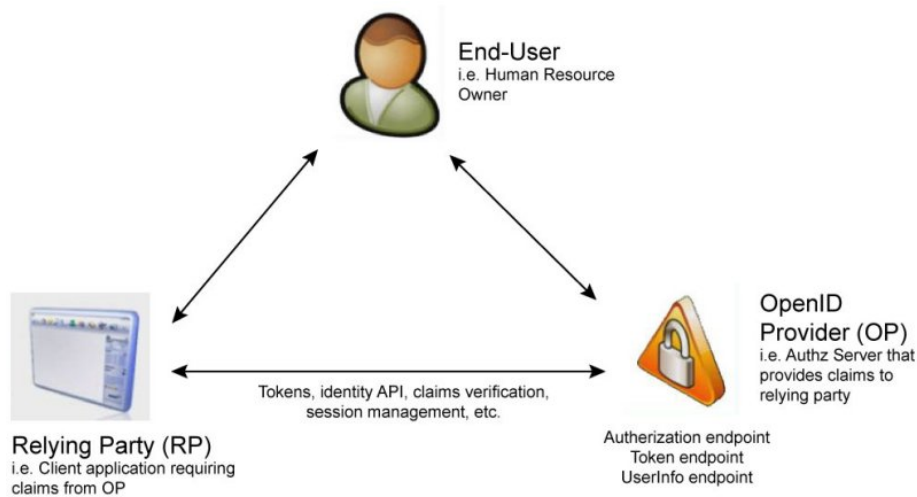 End-User
i.e. Human Resource
Owner
OpenID
Provider (OP)
i.e. Authz Server that
provides claims to
relying party
Tokens, identity API, claims verification,
session management, etc.
Relying Party (RP)
i.e. Client application requiring
claims from OP
Autherization endpoint
Token endpoint
UserInfo endpoint